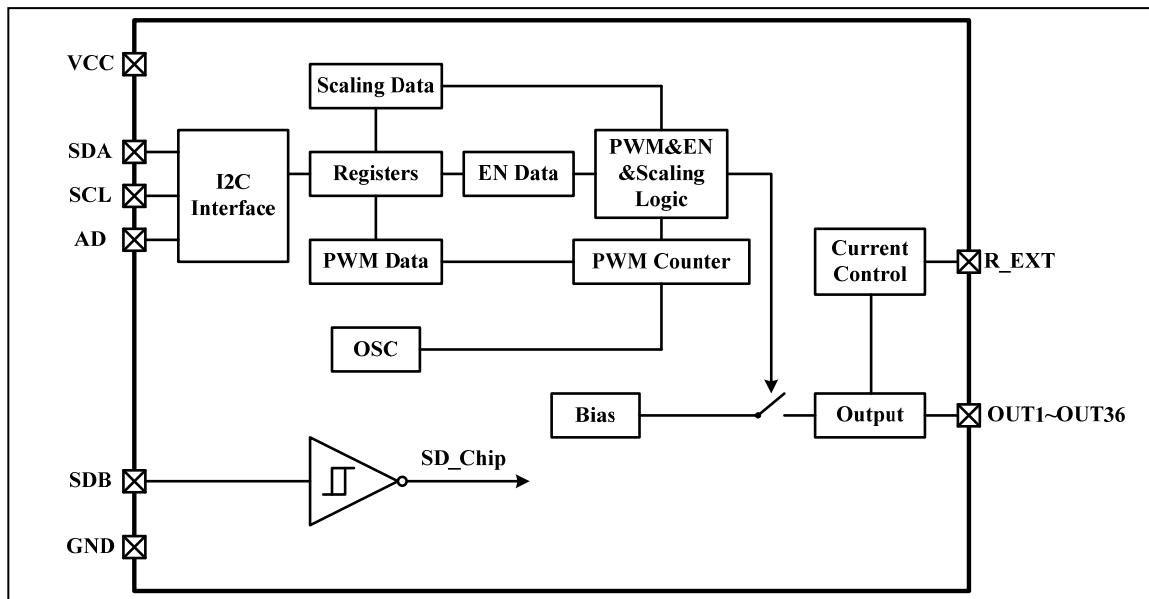 VCC
Scaling Data
SDA
SCL
AD
I2C
Interface
Registers
EN Data
PWM&EN
&Scaling
Logic
PWM Data
PWM Counter
Current
Control
R_EXT
OSC
Bias
Output
OUT1~OUT36
SD_Chip
SDB
GND